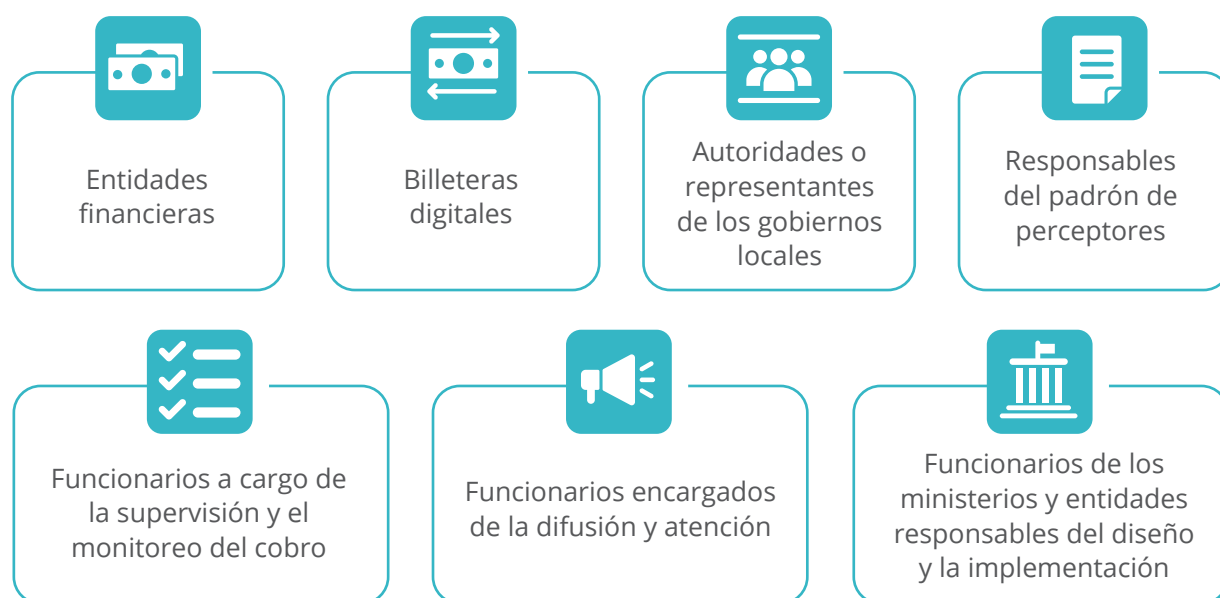 Entidades
financieras
Billeteras
digitales
Autoridades o
representantes
de los gobiernos
locales
Responsables
del padrón de
perceptores
Funcionarios a cargo de
la supervisión y el
monitoreo del cobro
Funcionarios encargados
de la difusión y atención
Funcionarios de los
ministerios y entidades
responsables del diseño
y la implementación